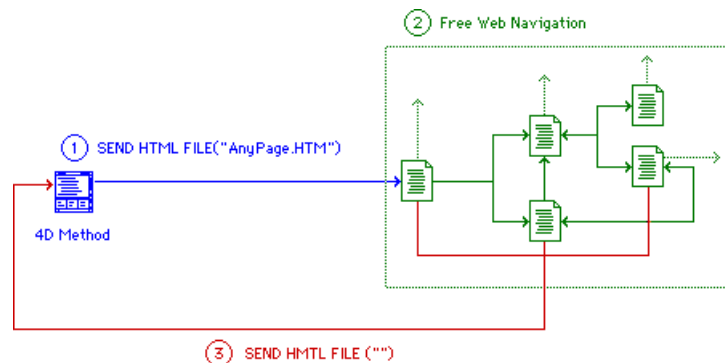 2 Free Web Navigation
1 SEND HTML FILE("AnyPage.HTM")
4D Method
3 SEND HMTL FILE ("")